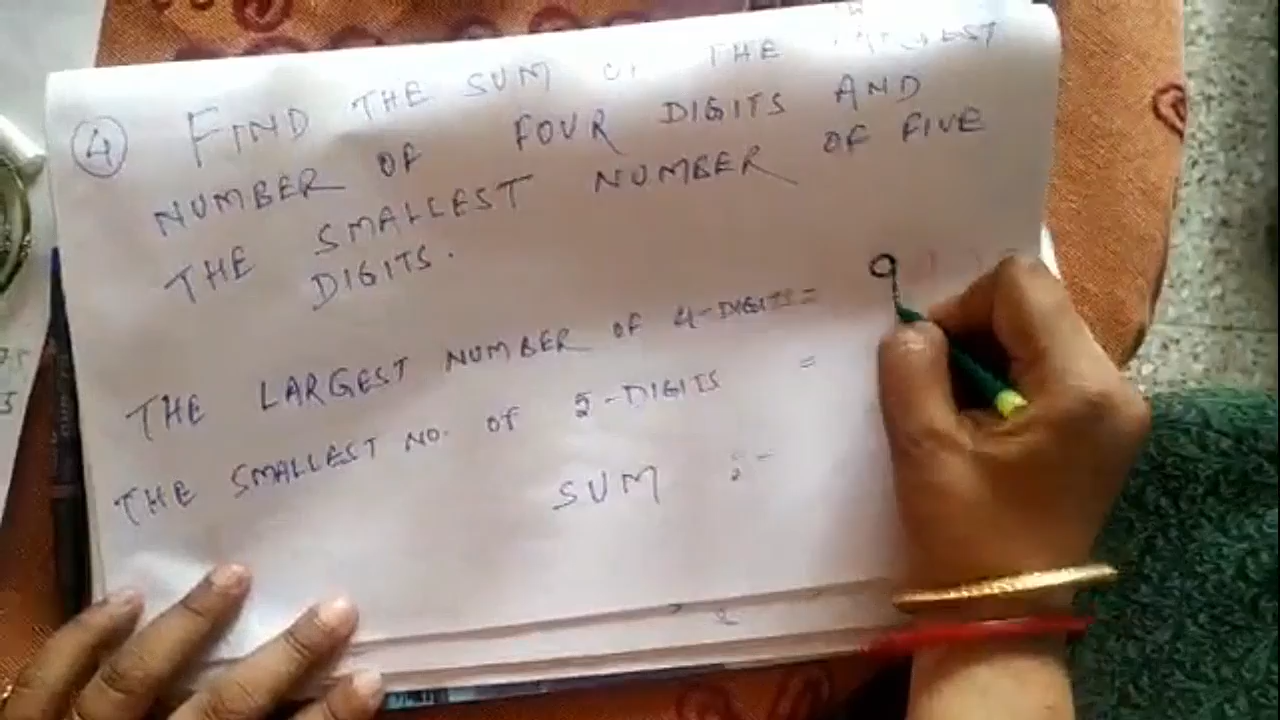 4 FIND THE SUM OF THE
NUMBER OF FOUR DIGITS AND
THE SMALLEST NUMBER OF FIVE
DIGITS.
THE LARGEST NUMBER OF 4-DIGITS = 9
THE SMALLEST NO. OF 5-DIGITS =
SUM :-